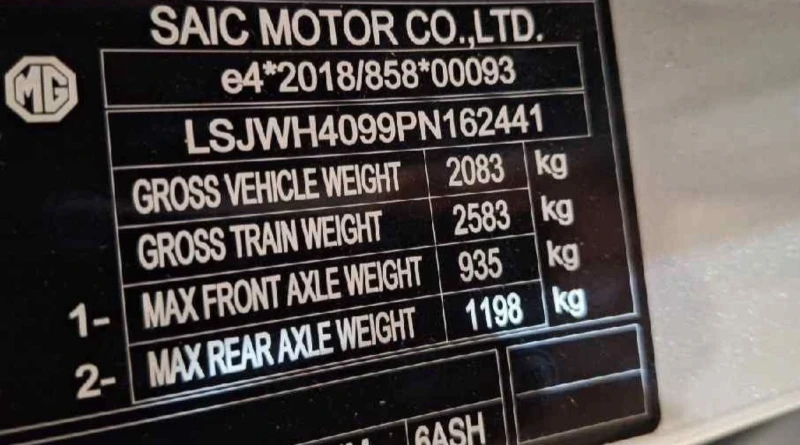 SAIC MOTOR CO.,LTD.
MG
e4*2018/858*00093
LSJWH4099PN162441
GROSS VEHICLE WEIGHT 2083 kg
GROSS TRAIN WEIGHT 2583 kg
1- MAX FRONT AXLE WEIGHT 935 kg
2- MAX REAR AXLE WEIGHT 1198 kg
6ASH